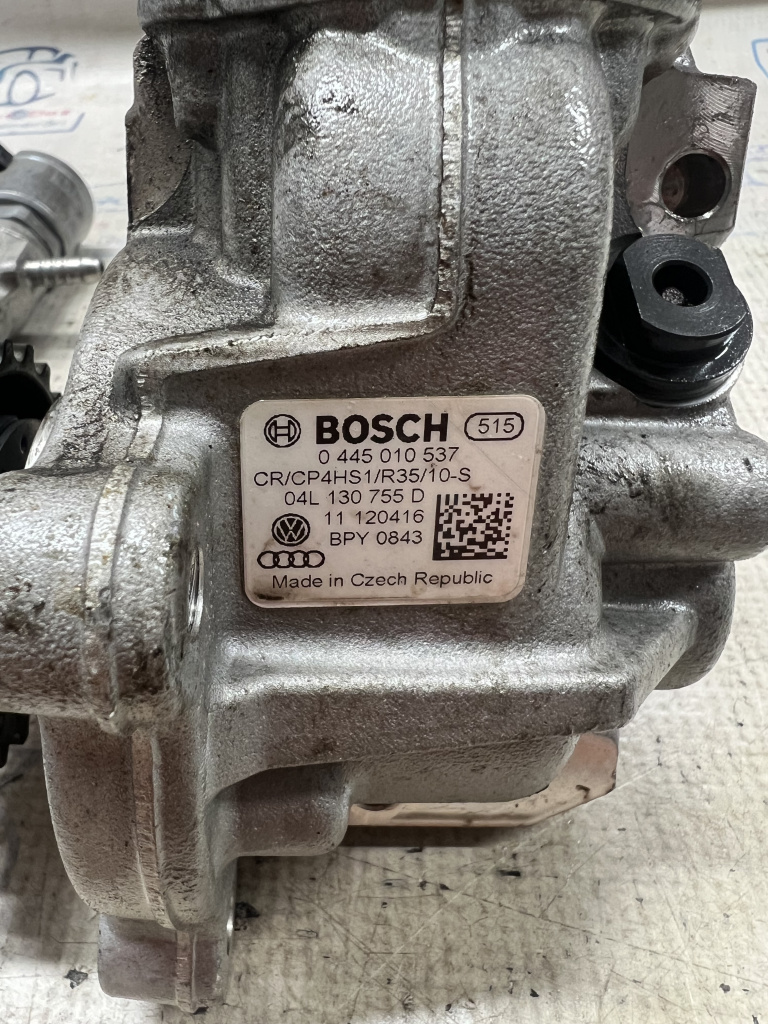 BOSCH 515
0 445 010 537
CR/CP4HS1/R35/10-S
04L 130 755 D
11 120416
BPY 0843
Made in Czech Republic